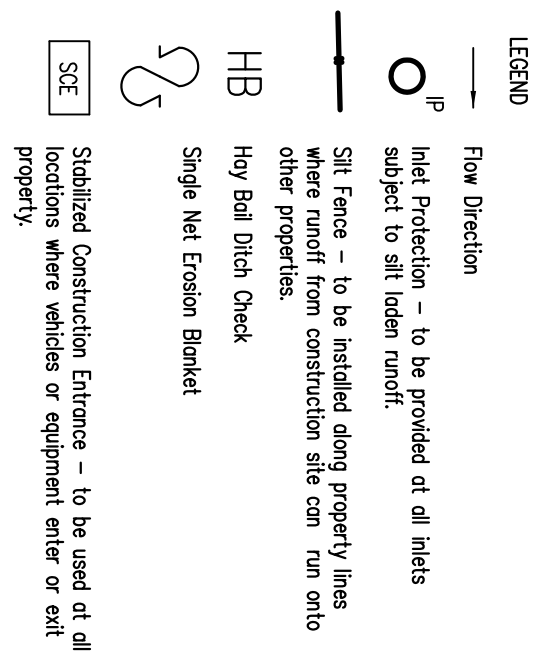 LEGEND
Flow Direction
IP
Inlet Protection – to be provided at all inlets
subject to silt laden runoff.
Silt Fence – to be installed along property lines
where runoff from construction site can run onto
other properties.
HB
Hay Bail Ditch Check
Single Net Erosion Blanket
SCE
Stabilized Construction Entrance – to be used at all
locations where vehicles or equipment enter or exit
property.